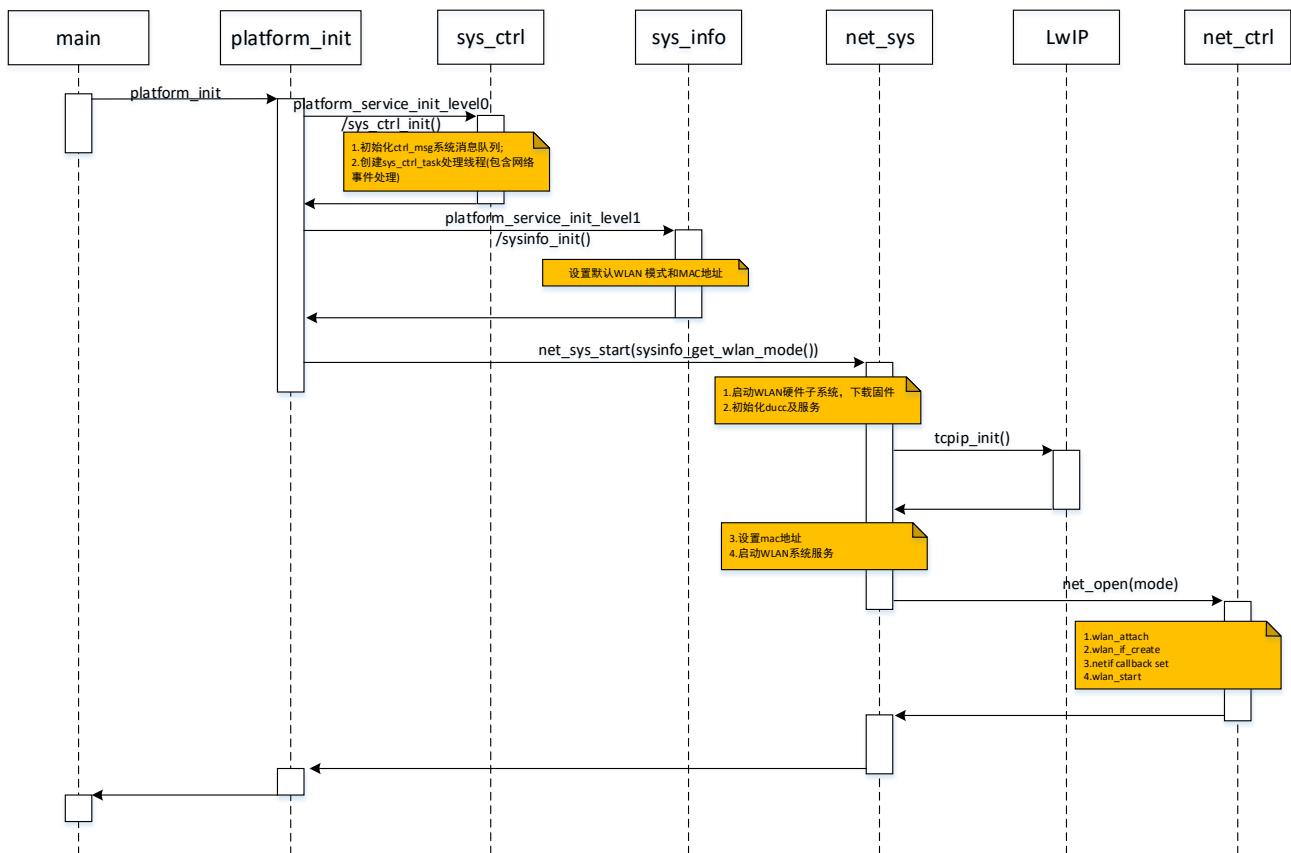 main
platform_init
sys_ctrl
sys_info
net_sys
LwIP
net_ctrl
platform_init
platform_service_init_level0
/sys_ctrl_init()
1.初始化ctrl_msg系统消息队列;
2.创建sys_ctrl_task处理线程(包含网络
事件处理)
platform_service_init_level1
/sysinfo_init()
设置默认WLAN 模式和MAC地址
net_sys_start(sysinfo_get_wlan_mode())
1.启动WLAN硬件子系统，下载固件
2.初始化ducc及服务
tcpip_init()
3.设置mac地址
4.启动WLAN系统服务
net_open(mode)
1.wlan_attach
2.wlan_if_create
3.netif callback set
4.wlan_start